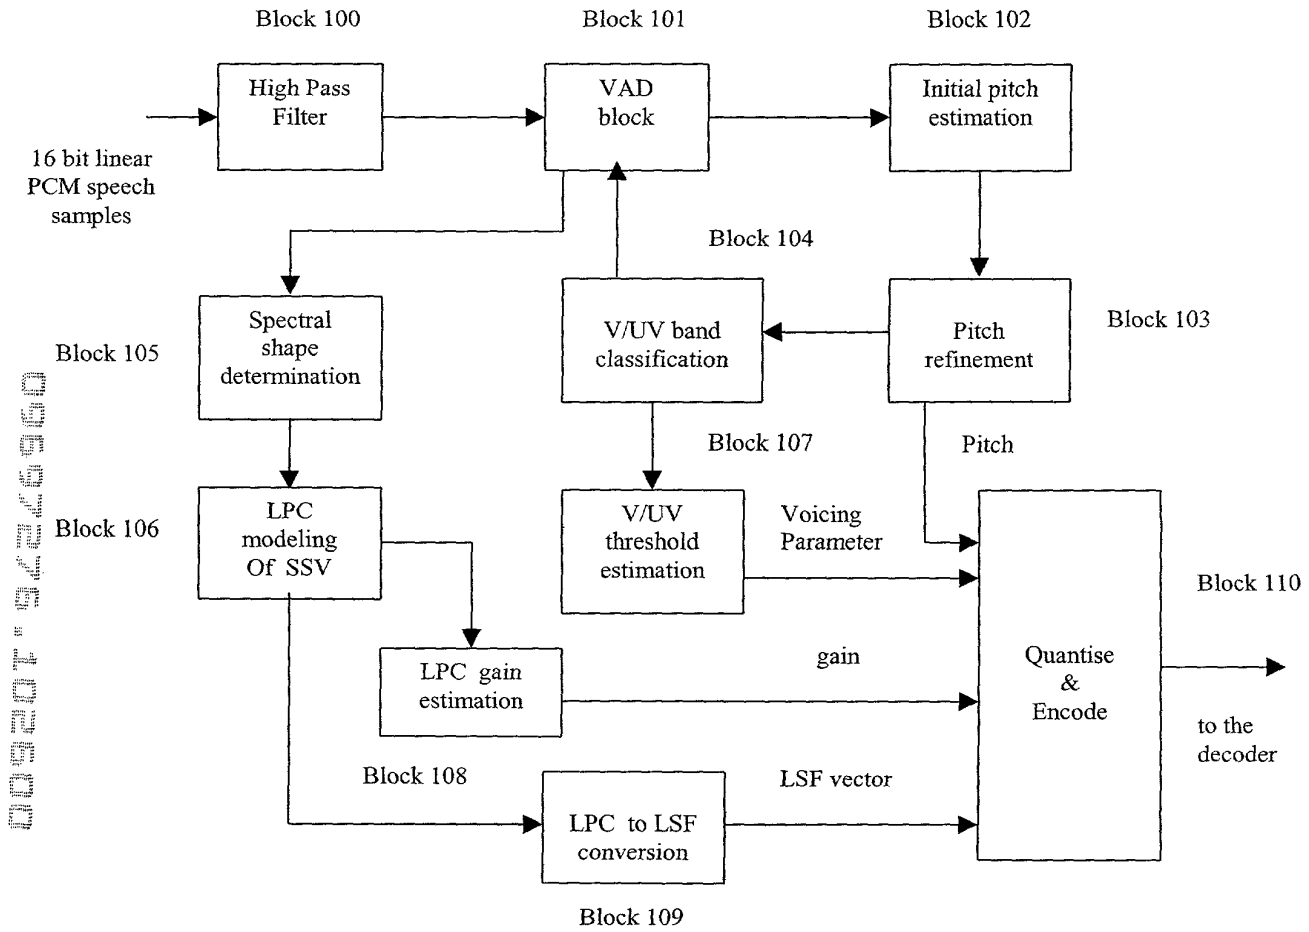 Block 100
Block 101
Block 102
High Pass
Filter
VAD
block
Initial pitch
estimation
16 bit linear
PCM speech
samples
Block 104
Spectral
shape
determination
V/UV band
classification
Pitch
refinement
Block 103
Block 105
Block 107
Pitch
LPC
modeling
Of SSV
Block 106
V/UV
threshold
estimation
Voicing
Parameter
Block 110
LPC gain
estimation
gain
Quantise
&
Encode
to the
decoder
Block 108
LSF vector
LPC to LSF
conversion
Block 109
09697276.102600